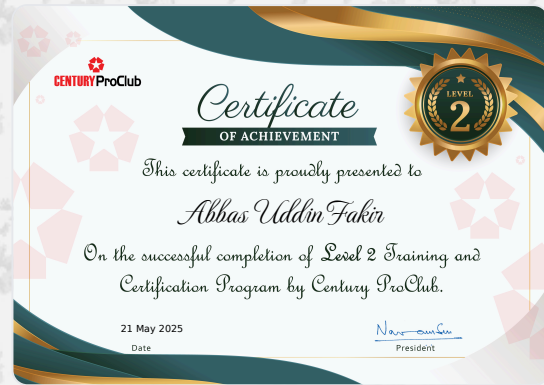 CENTURY ProClub
Certificate
OF ACHIEVEMENT
LEVEL
2
This certificate is proudly presented to
Abbas Uddin Fakir
On the successful completion of Level 2 Training and
Certification Program by Century ProClub.
21 May 2025
Date
President